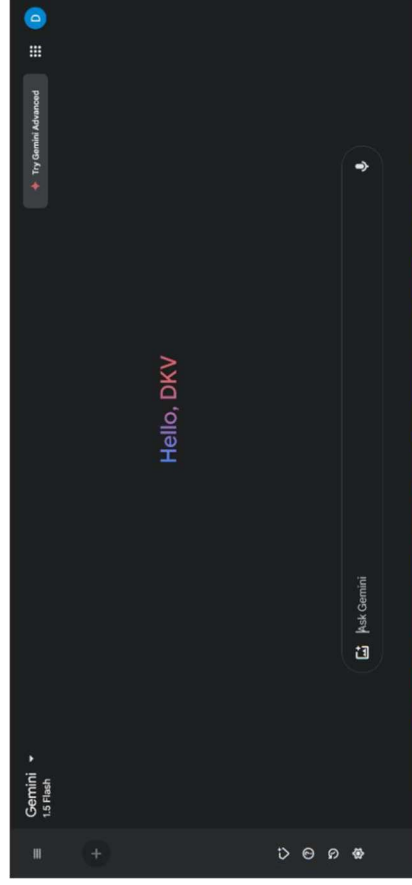 Gemini
1.5 Flash
Try Gemini Advanced
D
Hello, DKV
Ask Gemini